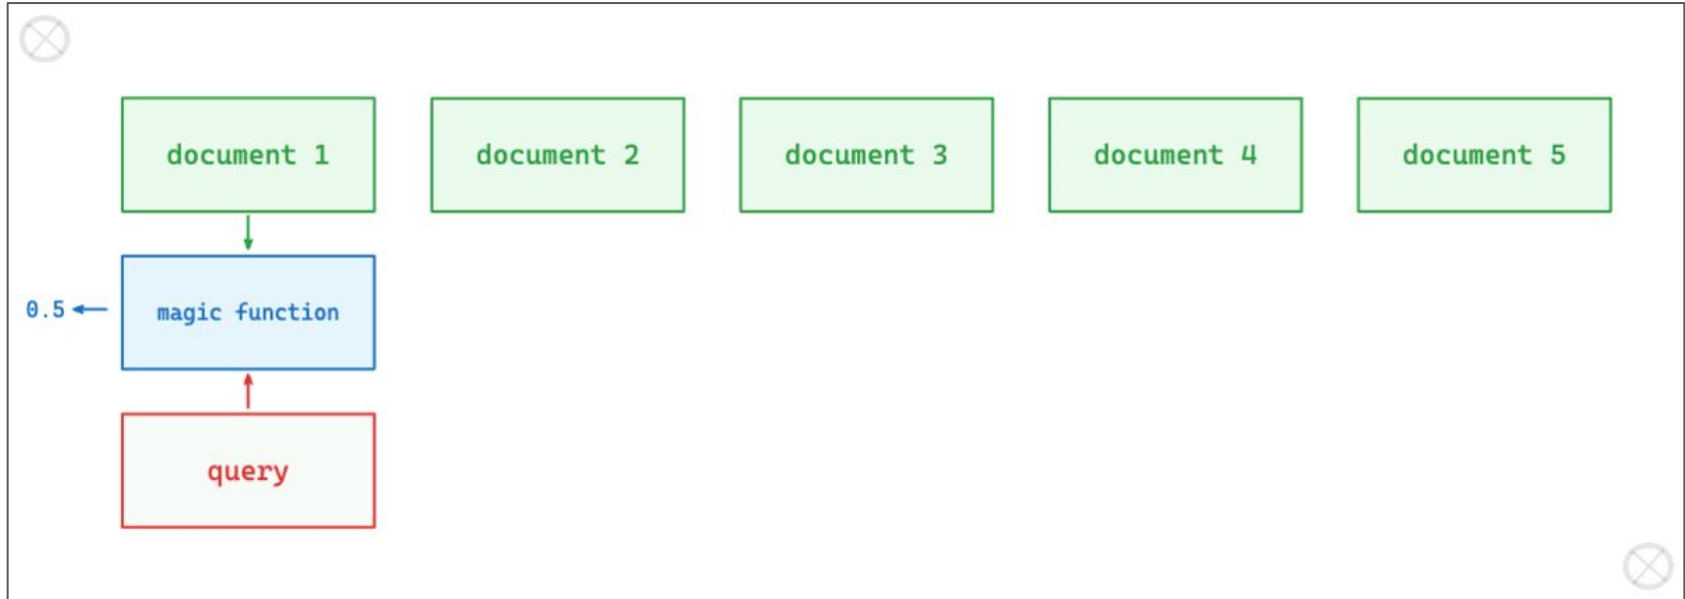 document 1
document 2
document 3
document 4
document 5
0.5
magic function
query